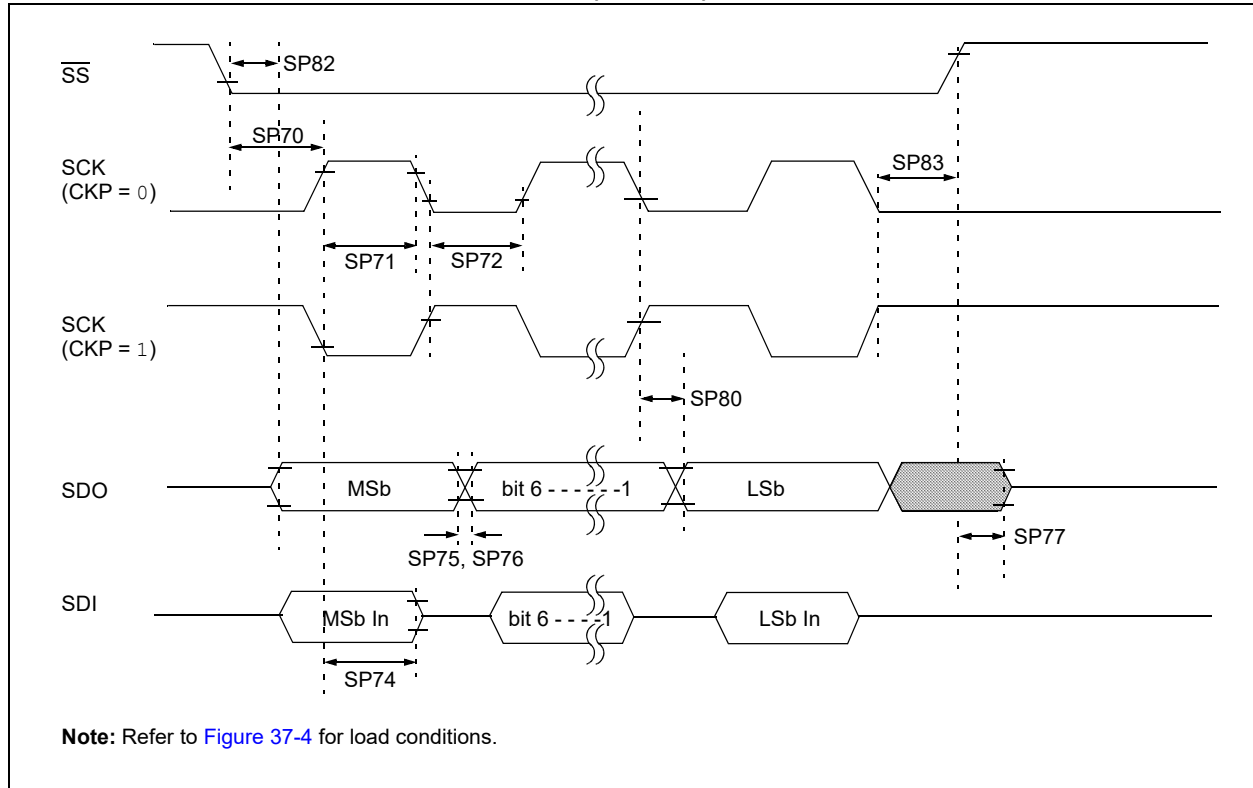 SS
SP82
SP70
SCK
(CKP = 0)
SP83
SP71
SP72
SCK
(CKP = 1)
SP80
SDO
MSb
bit 6 - - - - - -1
LSb
SP75, SP76
SP77
SDI
MSb In
bit 6 - - - -1
LSb In
SP74
Note: Refer to Figure 37-4 for load conditions.